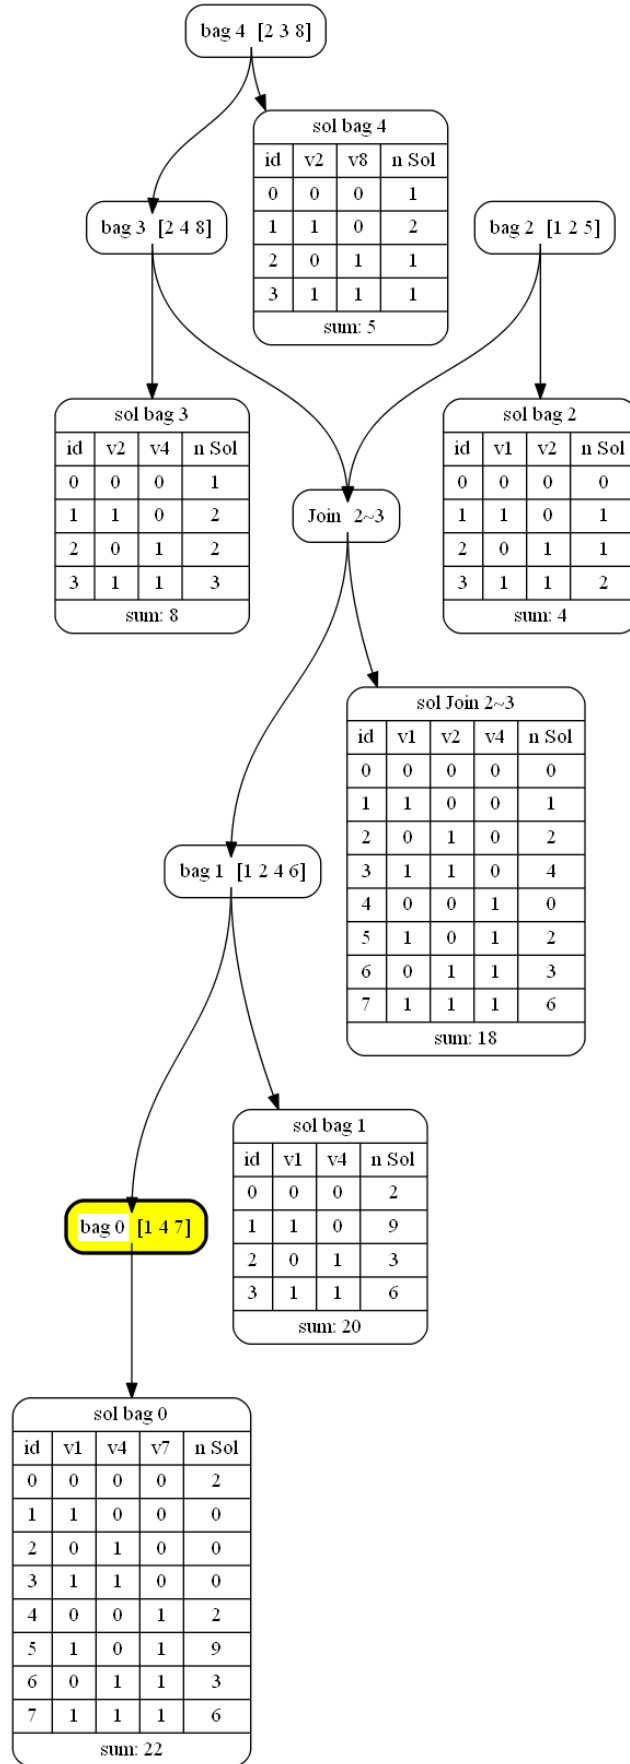 bag 4 [2 3 8]
sol bag 4
id v2 v8 n Sol
0 0 0 1
1 1 0 2
2 0 1 1
3 1 1 1
sum: 5
bag 3 [2 4 8]
bag 2 [1 2 5]
sol bag 3
id v2 v4 n Sol
0 0 0 1
1 1 0 2
2 0 1 2
3 1 1 3
sum: 8
sol bag 2
id v1 v2 n Sol
0 0 0 0
1 1 0 1
2 0 1 1
3 1 1 2
sum: 4
Join 2~3
sol Join 2~3
id v1 v2 v4 n Sol
0 0 0 0 0
1 1 0 0 1
2 0 1 0 2
3 1 1 0 4
4 0 0 1 0
5 1 0 1 2
6 0 1 1 3
7 1 1 1 6
sum: 18
bag 1 [1 2 4 6]
sol bag 1
id v1 v4 n Sol
0 0 0 2
1 1 0 9
2 0 1 3
3 1 1 6
sum: 20
bag 0 [1 4 7]
sol bag 0
id v1 v4 v7 n Sol
0 0 0 0 2
1 1 0 0 0
2 0 1 0 0
3 1 1 0 0
4 0 0 1 2
5 1 0 1 9
6 0 1 1 3
7 1 1 1 6
sum: 22